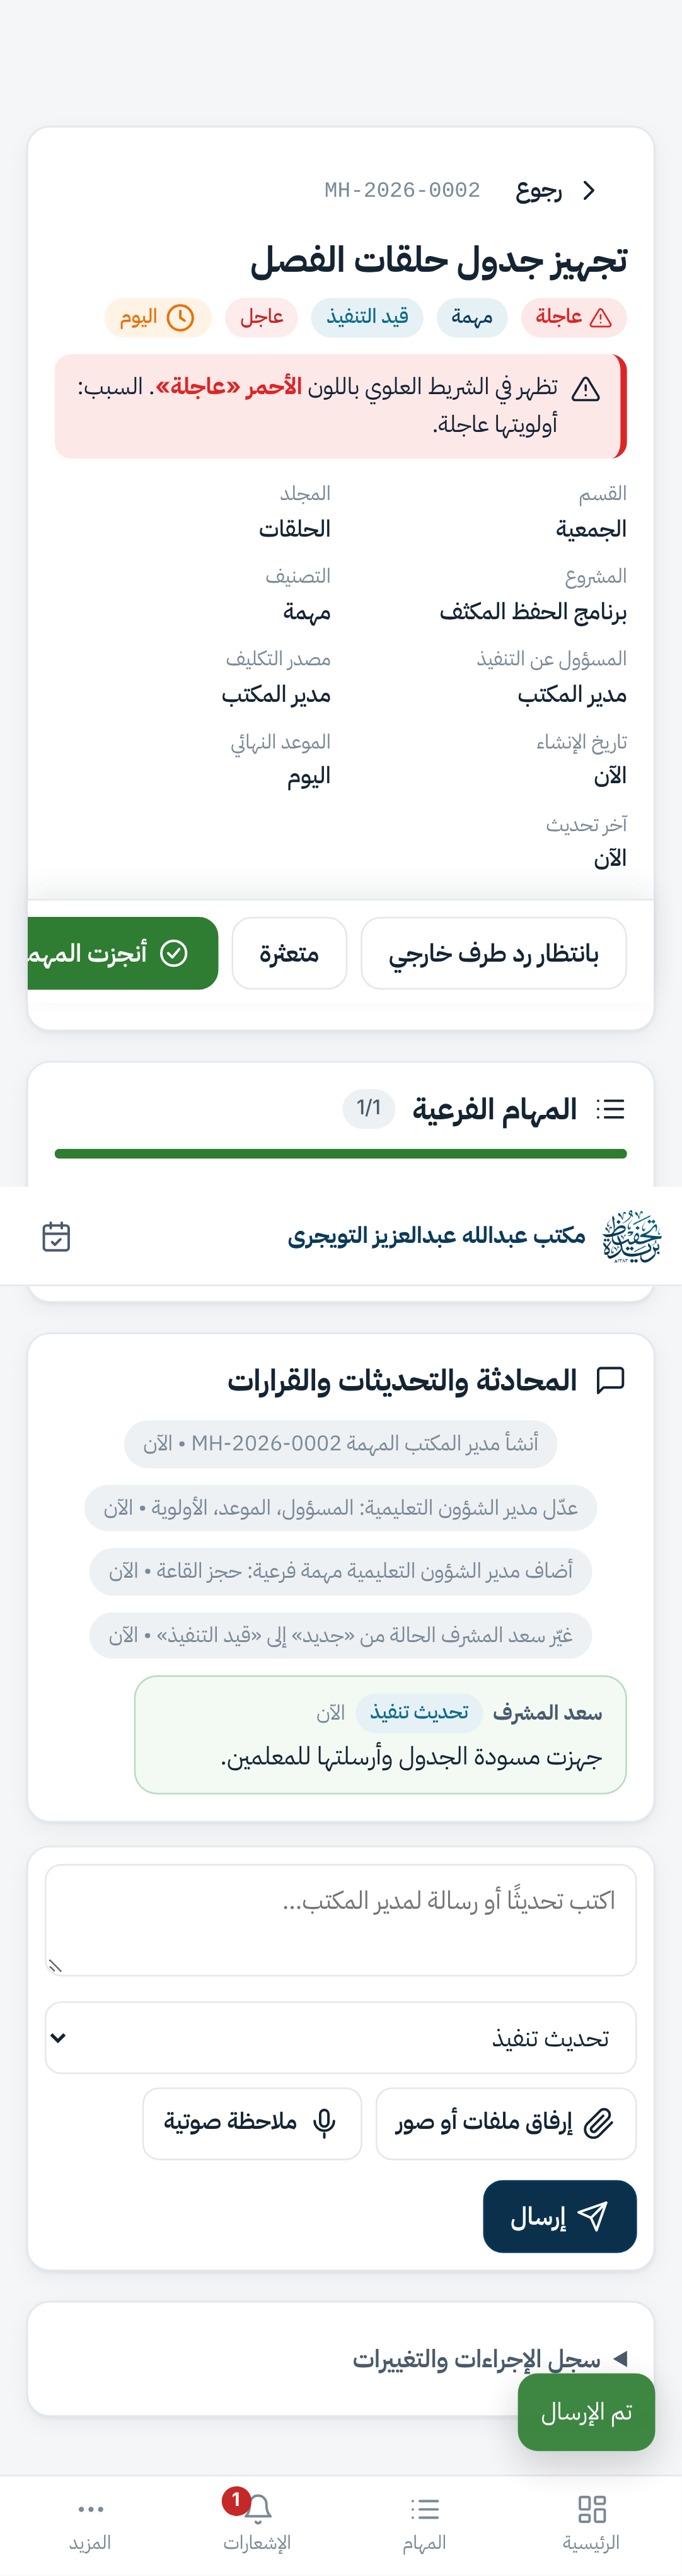 رجوع MH-2026-0002
تجهيز جدول حلقات الفصل
عاجلة مهمة قيد التنفيذ عاجل اليوم
تظهر في الشريط العلوي باللون الأحمر «عاجلة». السبب:
أولويتها عاجلة.
القسم المجلد
الجمعية الحلقات
المشروع التصنيف
برنامج الحفظ المكثف مهمة
المسؤول عن التنفيذ مصدر التكليف
مدير المكتب مدير المكتب
تاريخ الإنشاء الموعد النهائي
الآن اليوم
آخر تحديث
الآن
بانتظار رد طرف خارجي متعثرة أنجزت المهم
المهام الفرعية 1/1
مكتب عبدالله عبدالعزيز التويجرى
المحادثة والتحديثات والقرارات
أنشأ مدير المكتب المهمة MH-2026-0002 • الآن
عدّل مدير الشؤون التعليمية: المسؤول، الموعد، الأولوية • الآن
أضاف مدير الشؤون التعليمية مهمة فرعية: حجز القاعة • الآن
غيّر سعد المشرف الحالة من «جديد» إلى «قيد التنفيذ» • الآن
سعد المشرف تحديث تنفيذ الآن
جهزت مسودة الجدول وأرسلتها للمعلمين.
اكتب تحديثًا أو رسالة لمدير المكتب...
تحديث تنفيذ
إرفاق ملفات أو صور ملاحظة صوتية
إرسال
سجل الإجراءات والتغييرات
تم الإرسال
1
الرئيسية المهام الإشعارات المزيد